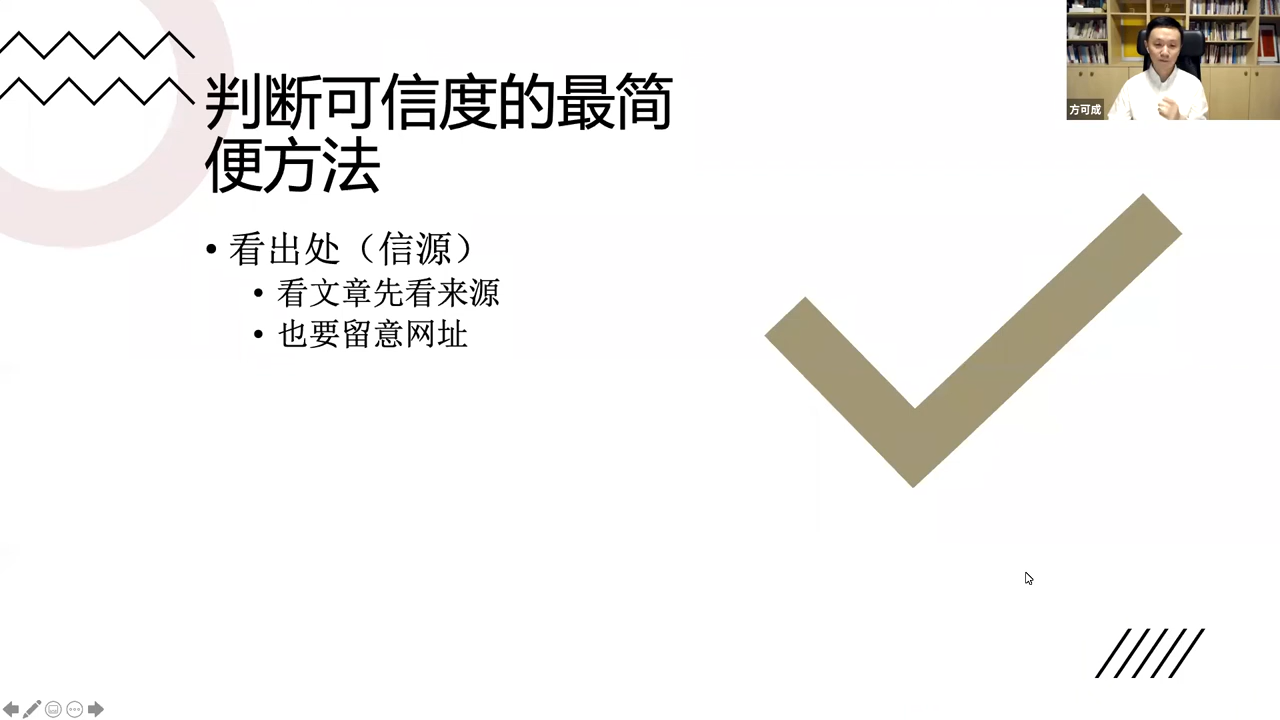 判断可信度的最简
便方法
• 看出处（信源）
• 看文章先看来源
• 也要留意网址
方可成